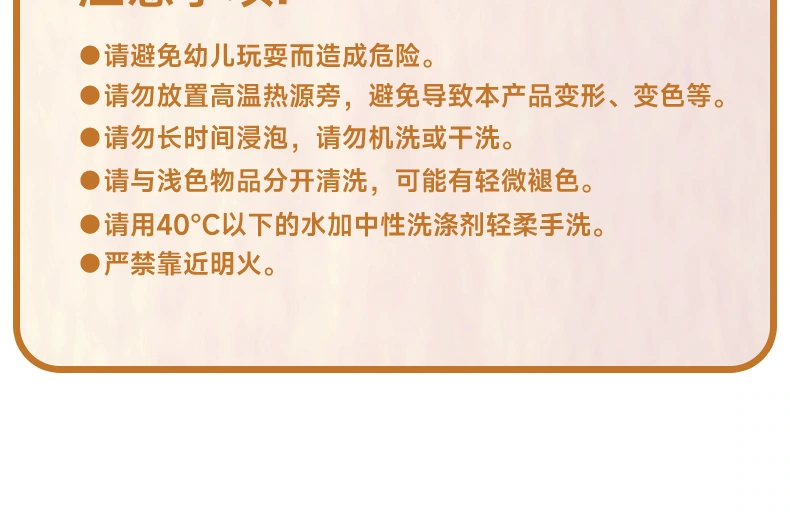 ●请避免幼儿玩耍而造成危险。
●请勿放置高温热源旁，避免导致本产品变形、变色等。
●请勿长时间浸泡，请勿机洗或干洗。
●请与浅色物品分开清洗，可能有轻微褪色。
●请用40℃以下的水加中性洗涤剂轻柔手洗。
●严禁靠近明火。